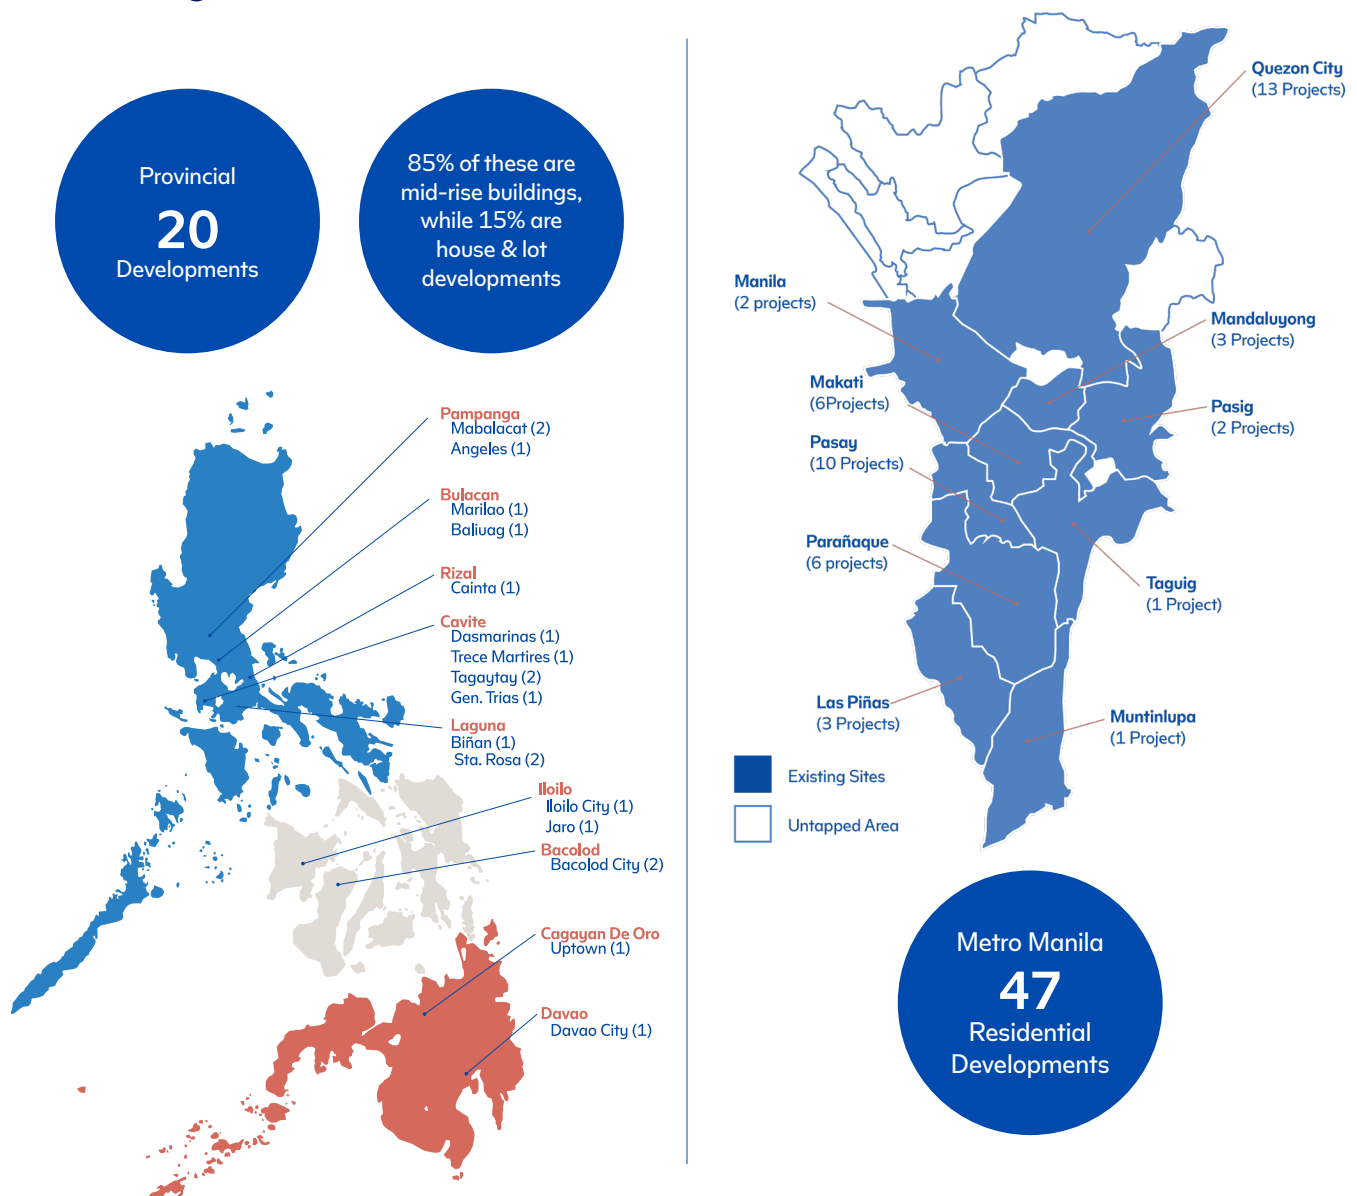 Provincial
20
Developments
85% of these are
mid-rise buildings,
while 15% are
house & lot
developments
Pampanga
Mabalacat (2)
Angeles (1)
Bulacan
Marilao (1)
Baliuag (1)
Rizal
Cainta (1)
Cavite
Dasmarinas (1)
Trece Martires (1)
Tagaytay (2)
Gen. Trias (1)
Laguna
Biñan (1)
Sta. Rosa (2)
Iloilo
Iloilo City (1)
Jaro (1)
Bacolod
Bacolod City (2)
Cagayan De Oro
Uptown (1)
Davao
Davao City (1)
Quezon City
(13 Projects)
Manila
(2 projects)
Mandaluyong
(3 Projects)
Makati
(6Projects)
Pasig
(2 Projects)
Pasay
(10 Projects)
Parañaque
(6 projects)
Taguig
(1 Project)
Las Piñas
(3 Projects)
Muntinlupa
(1 Project)
Existing Sites
Untapped Area
Metro Manila
47
Residential
Developments